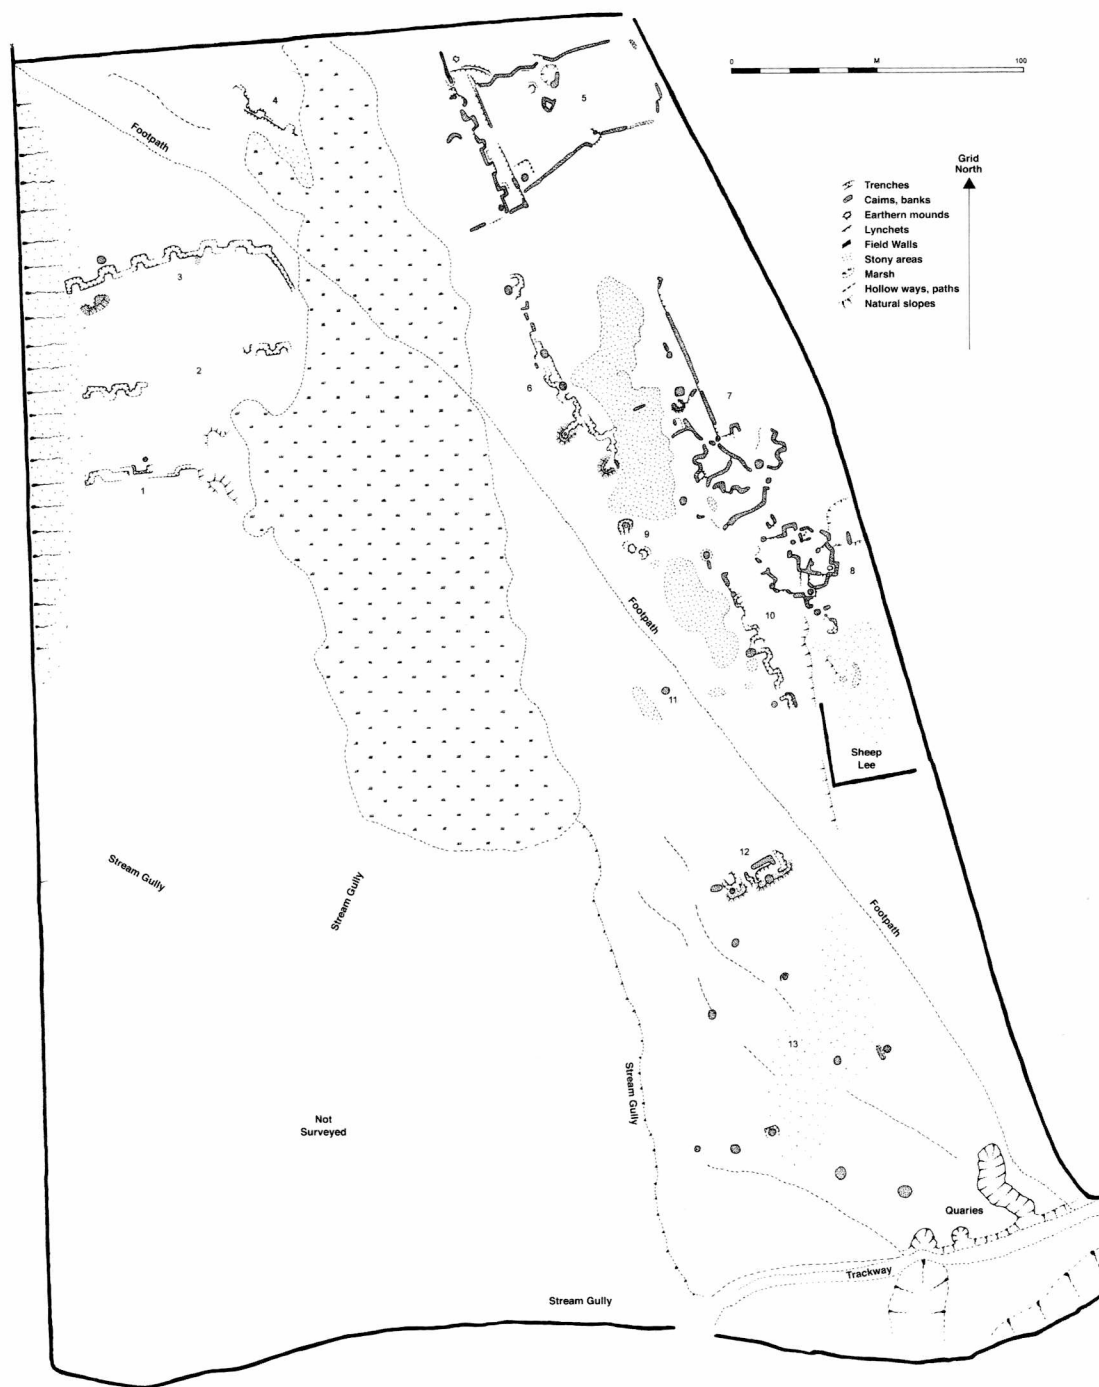 0 M 100
Grid
North
Trenches
Cairns, banks
Earthern mounds
Lynchets
Field Walls
Stony areas
Marsh
Hollow ways, paths
Natural slopes
4
5
Footpath
3
2
6
7
1
9
8
10
Footpath
11
Sheep
Lee
12
Stream Gully
Stream Gully
Footpath
13
Stream Gully
Not
Surveyed
Quaries
Trackway
Stream Gully